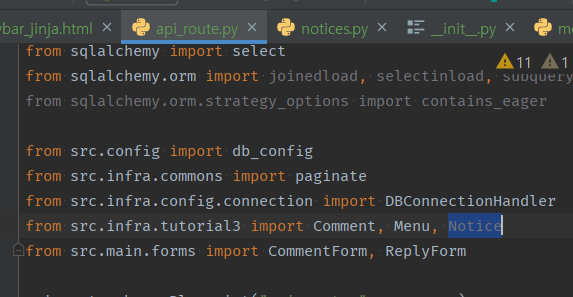 ybar_jinja.html × api_route.py × notices.py × __init__.py ×
from sqlalchemy import select
from sqlalchemy.orm import joinedload, selectinload, subquery
11 1
from sqlalchemy.orm.strategy_options import contains_eager
from src.config import db_config
from src.infra.commons import paginate
from src.infra.config.connection import DBConnectionHandler
from src.infra.tutorial3 import Comment, Menu, Notice
from src.main.forms import CommentForm, ReplyForm